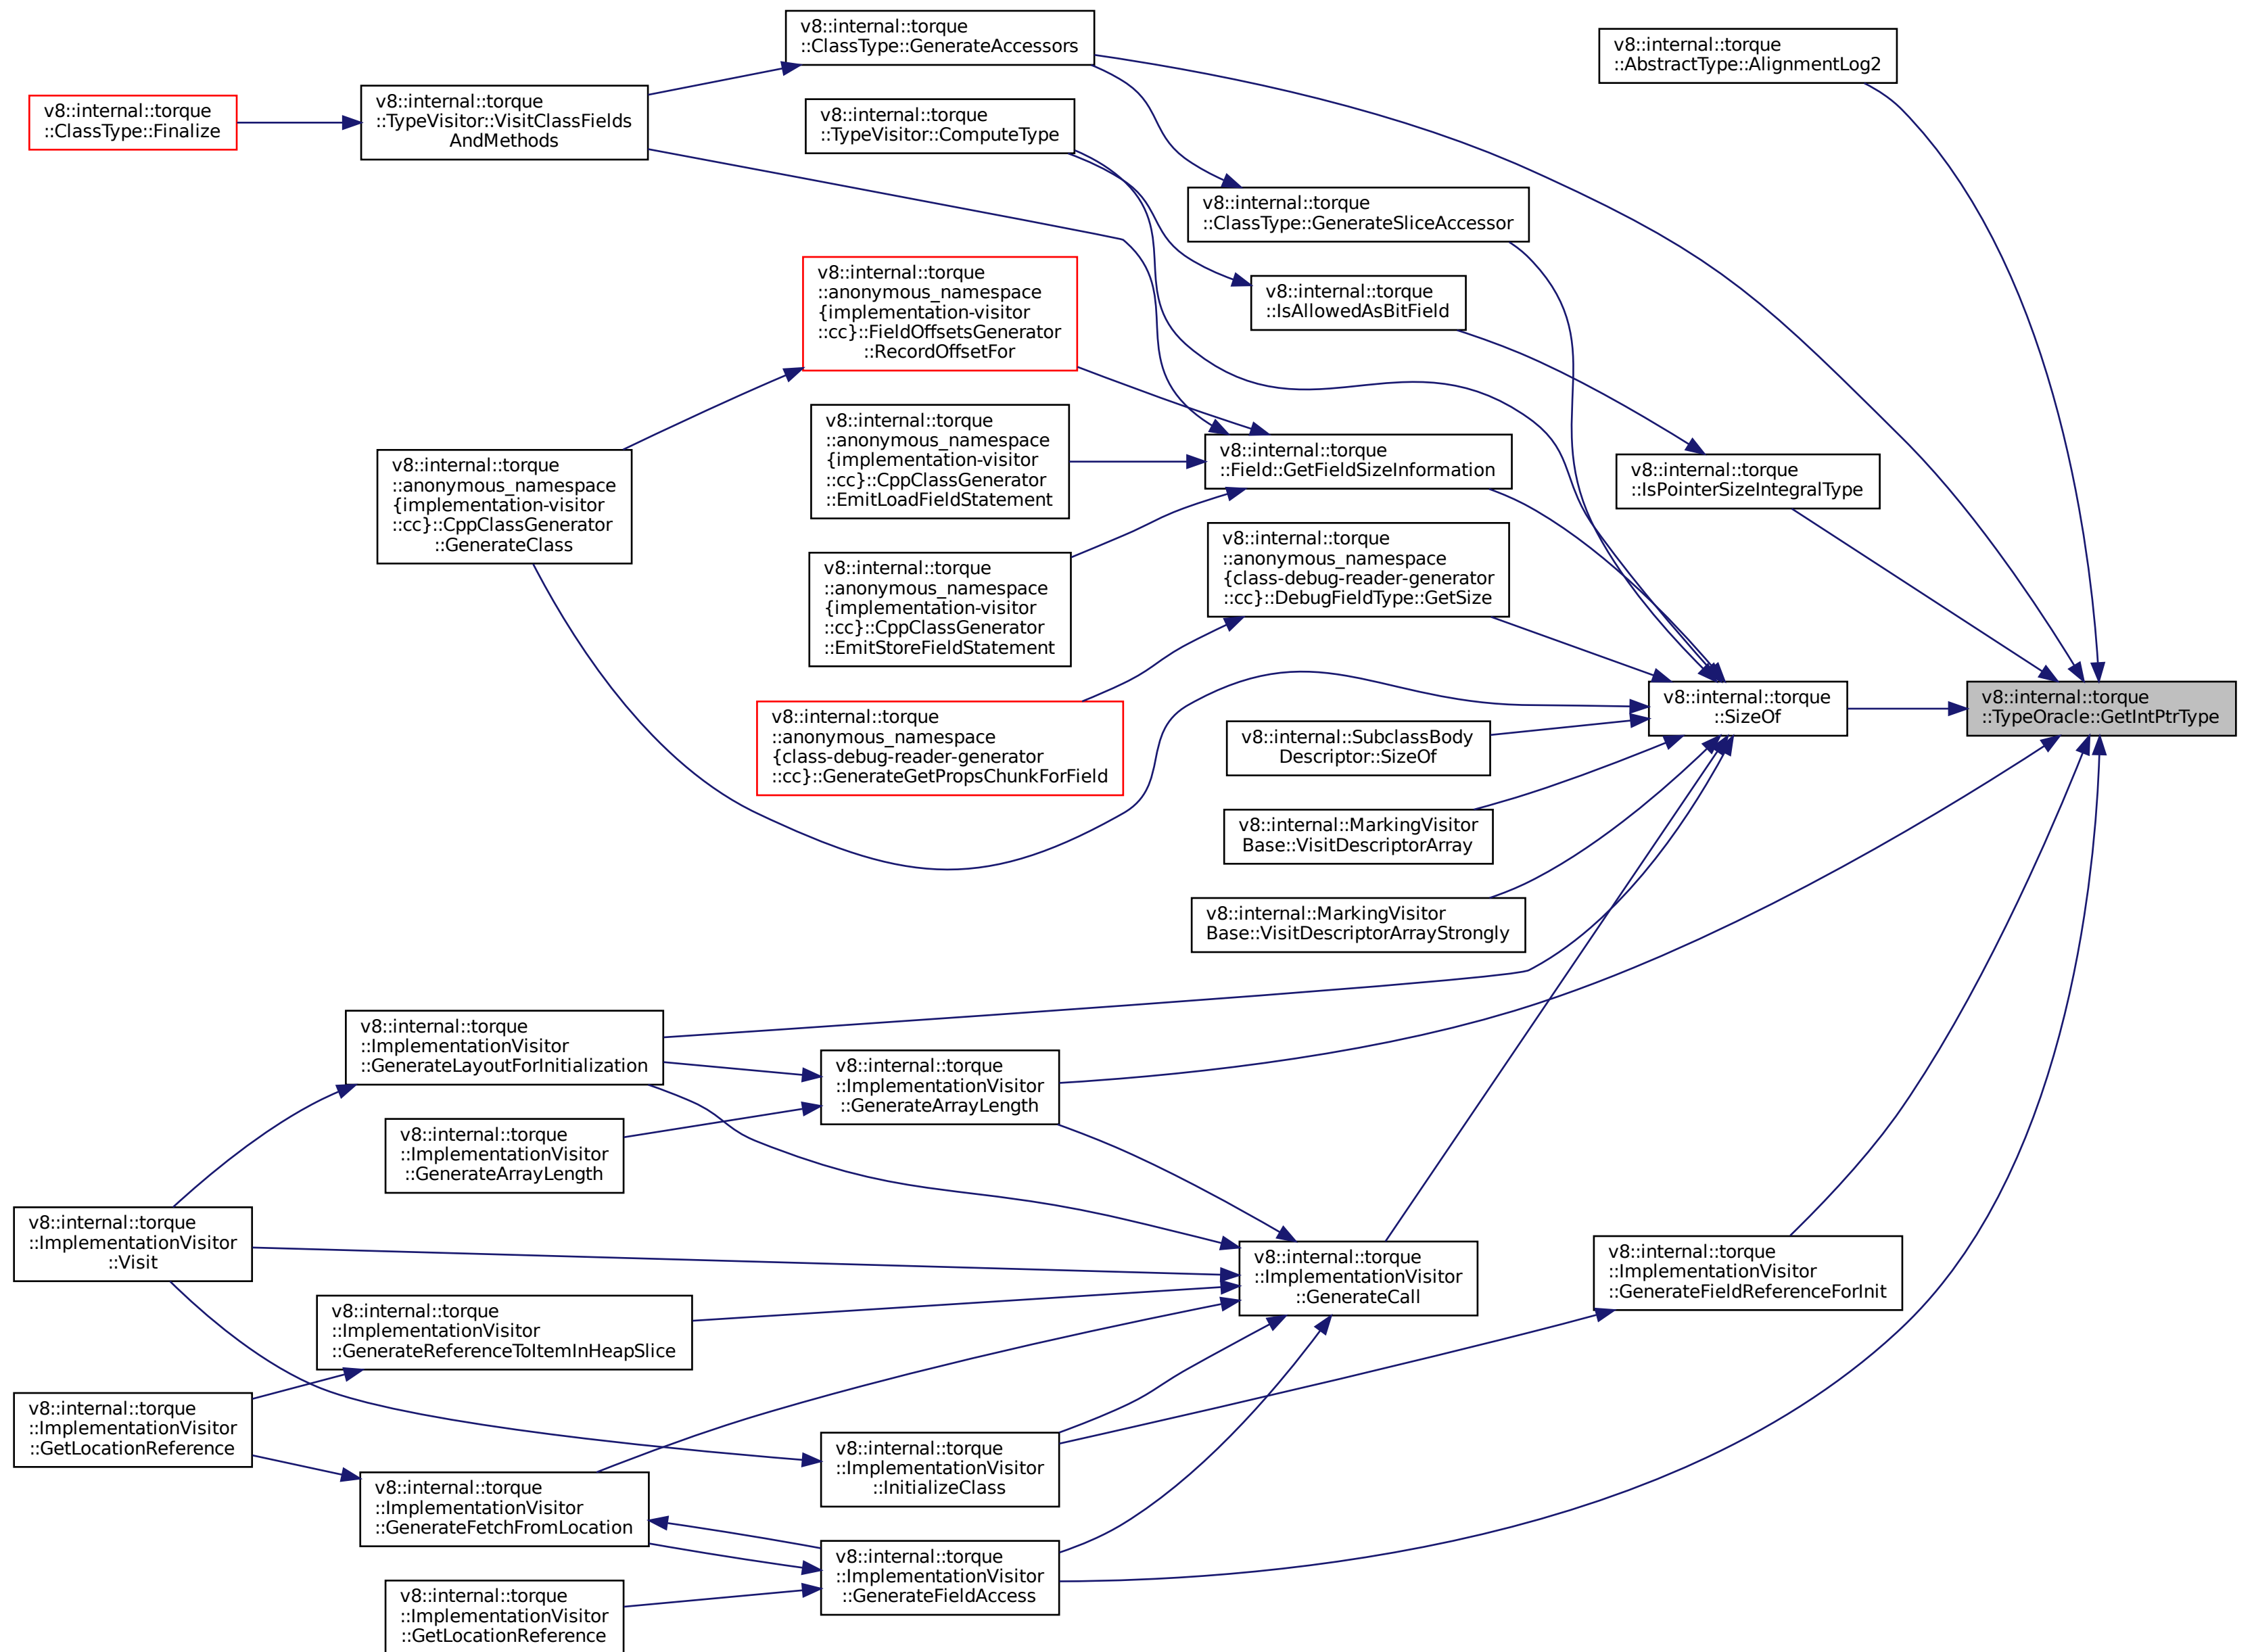 v8::internal::torque
::ClassType::GenerateAccessors
v8::internal::torque
::AbstractType::AlignmentLog2
v8::internal::torque
::ClassType::Finalize
v8::internal::torque
::TypeVisitor::VisitClassFields
AndMethods
v8::internal::torque
::TypeVisitor::ComputeType
v8::internal::torque
::ClassType::GenerateSliceAccessor
v8::internal::torque
::anonymous_namespace
{implementation-visitor
::cc}::FieldOffsetsGenerator
::RecordOffsetFor
v8::internal::torque
::IsAllowedAsBitField
v8::internal::torque
::anonymous_namespace
{implementation-visitor
::cc}::CppClassGenerator
::EmitLoadFieldStatement
v8::internal::torque
::Field::GetFieldSizeInformation
v8::internal::torque
::IsPointerSizeIntegralType
v8::internal::torque
::anonymous_namespace
{implementation-visitor
::cc}::CppClassGenerator
::GenerateClass
v8::internal::torque
::anonymous_namespace
{class-debug-reader-generator
::cc}::DebugFieldType::GetSize
v8::internal::torque
::anonymous_namespace
{implementation-visitor
::cc}::CppClassGenerator
::EmitStoreFieldStatement
v8::internal::torque
::SizeOf
v8::internal::torque
::TypeOracle::GetIntPtrType
v8::internal::torque
::anonymous_namespace
{class-debug-reader-generator
::cc}::GenerateGetPropsChunkForField
v8::internal::SubclassBody
Descriptor::SizeOf
v8::internal::MarkingVisitor
Base::VisitDescriptorArray
v8::internal::MarkingVisitor
Base::VisitDescriptorArrayStrongly
v8::internal::torque
::ImplementationVisitor
::GenerateLayoutForInitialization
v8::internal::torque
::ImplementationVisitor
::GenerateArrayLength
v8::internal::torque
::ImplementationVisitor
::GenerateArrayLength
v8::internal::torque
::ImplementationVisitor
::Visit
v8::internal::torque
::ImplementationVisitor
::GenerateCall
v8::internal::torque
::ImplementationVisitor
::GenerateFieldReferenceForInit
v8::internal::torque
::ImplementationVisitor
::GenerateReferenceToItemInHeapSlice
v8::internal::torque
::ImplementationVisitor
::GetLocationReference
v8::internal::torque
::ImplementationVisitor
::InitializeClass
v8::internal::torque
::ImplementationVisitor
::GenerateFetchFromLocation
v8::internal::torque
::ImplementationVisitor
::GenerateFieldAccess
v8::internal::torque
::ImplementationVisitor
::GetLocationReference